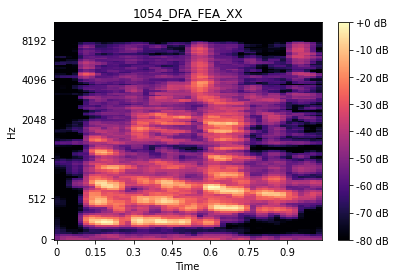 1054_DFA_FEA_XX
Hz
8192
4096
2048
1024
512
0
0
0.15
0.3
0.45
0.6
0.75
0.9
Time
+0 dB
-10 dB
-20 dB
-30 dB
-40 dB
-50 dB
-60 dB
-70 dB
-80 dB